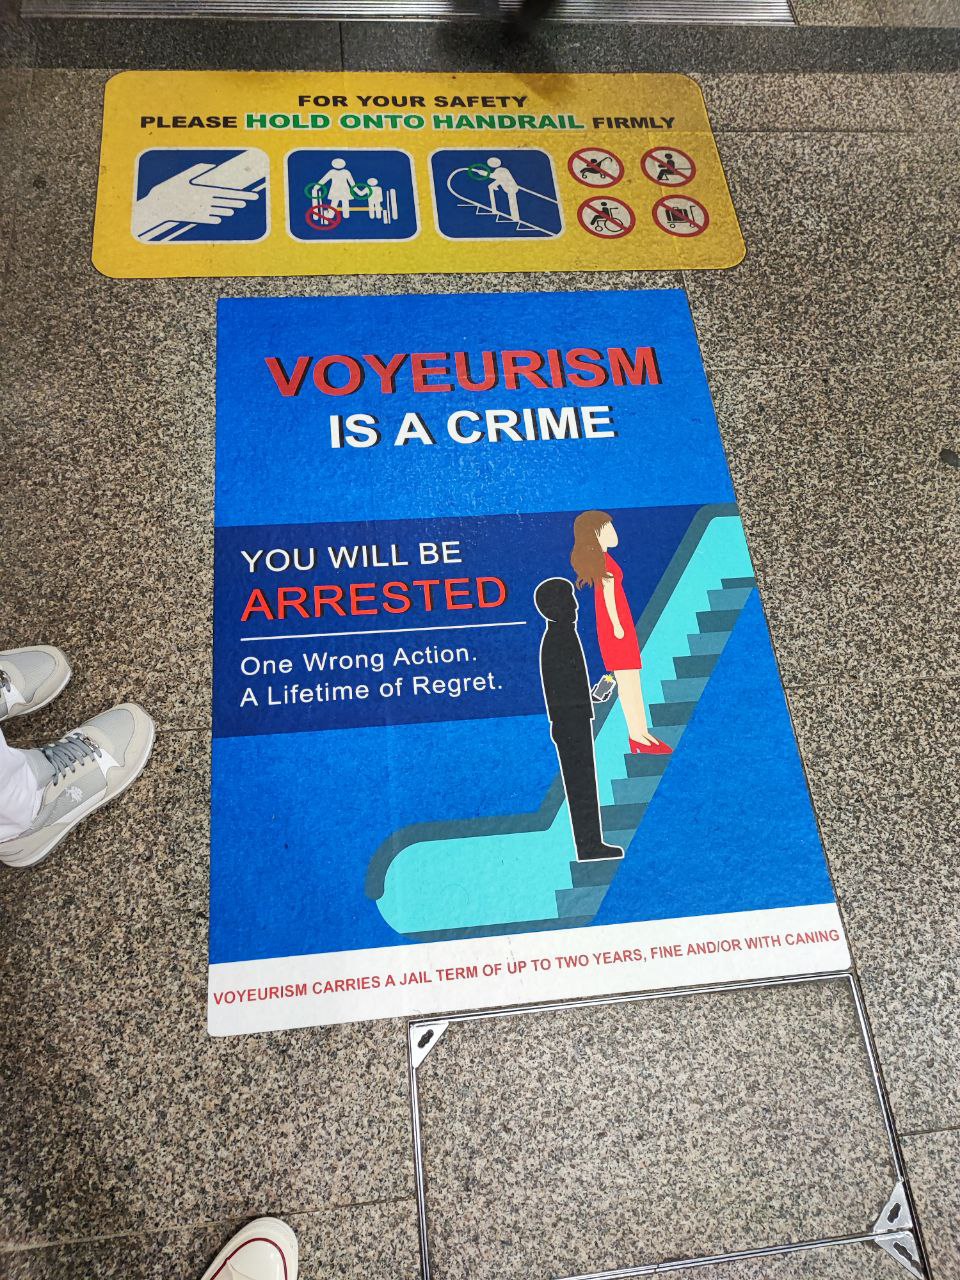 FOR YOUR SAFETY
PLEASE HOLD ONTO HANDRAIL FIRMLY
VOYEURISM
IS A CRIME
YOU WILL BE
ARRESTED
One Wrong Action.
A Lifetime of Regret.
VOYEURISM CARRIES A JAIL TERM OF UP TO TWO YEARS, FINE AND/OR WITH CANING